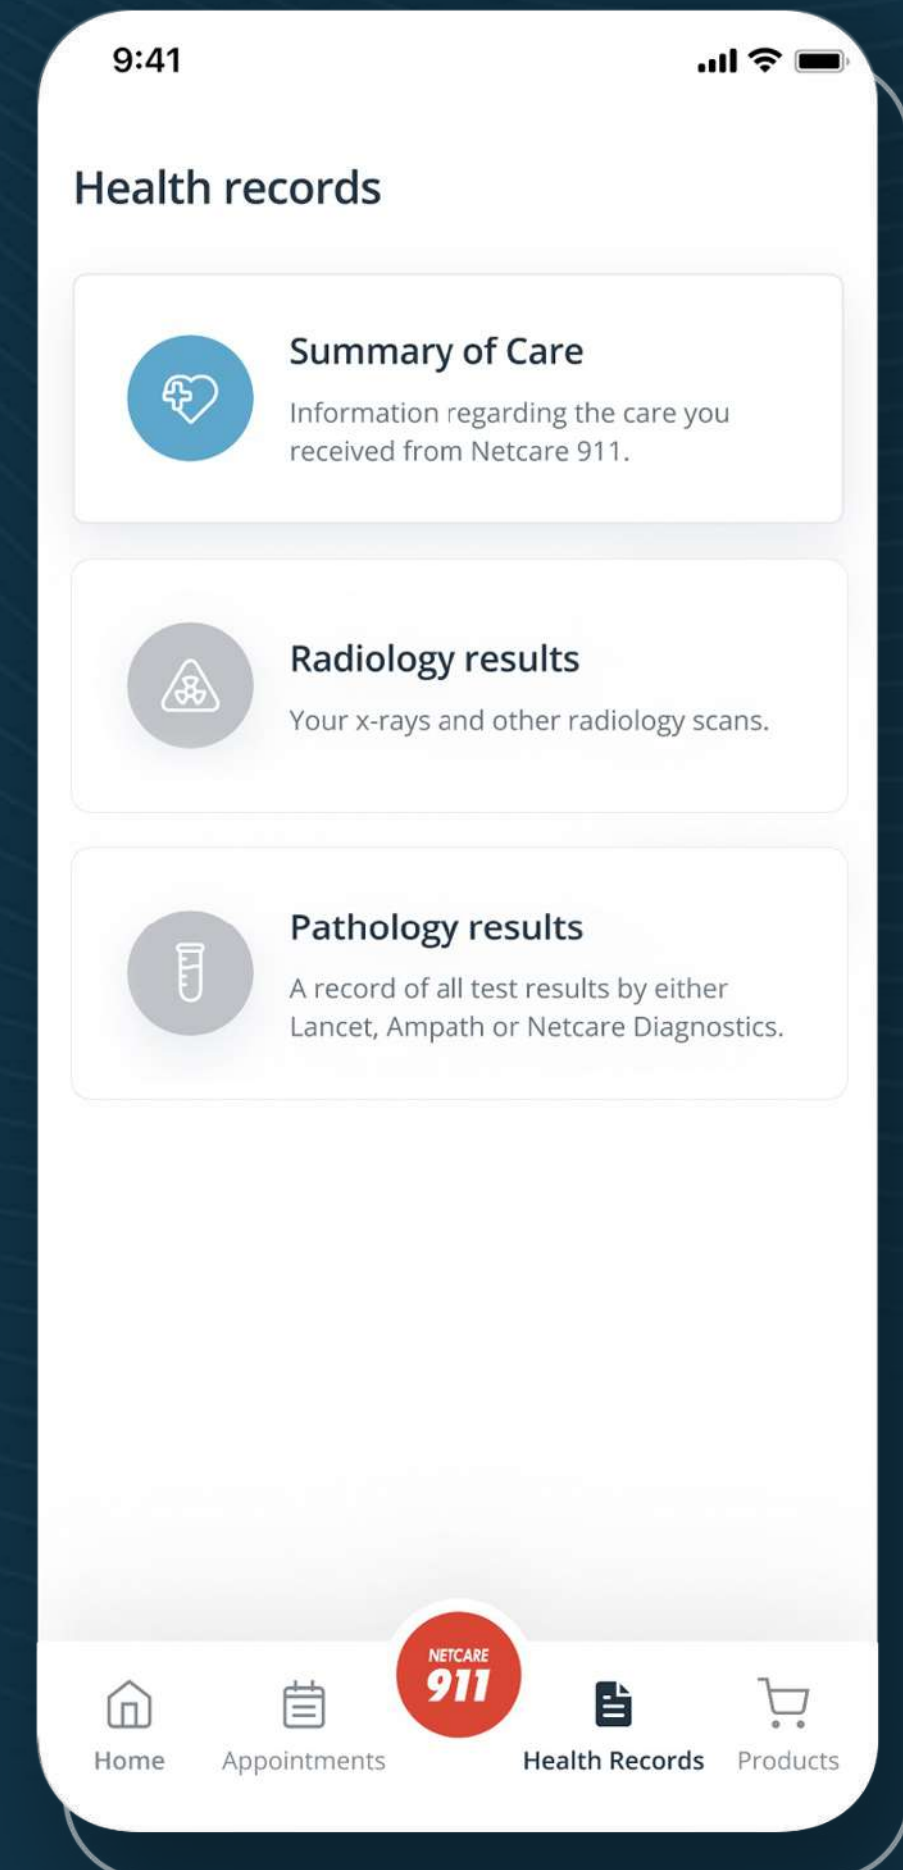 9:41
Health records
Summary of Care
Information regarding the care you
received from Netcare 911.
Radiology results
Your x-rays and other radiology scans.
Pathology results
A record of all test results by either
Lancet, Ampath or Netcare Diagnostics.
NETCARE
911
Home
Appointments
Health Records
Products